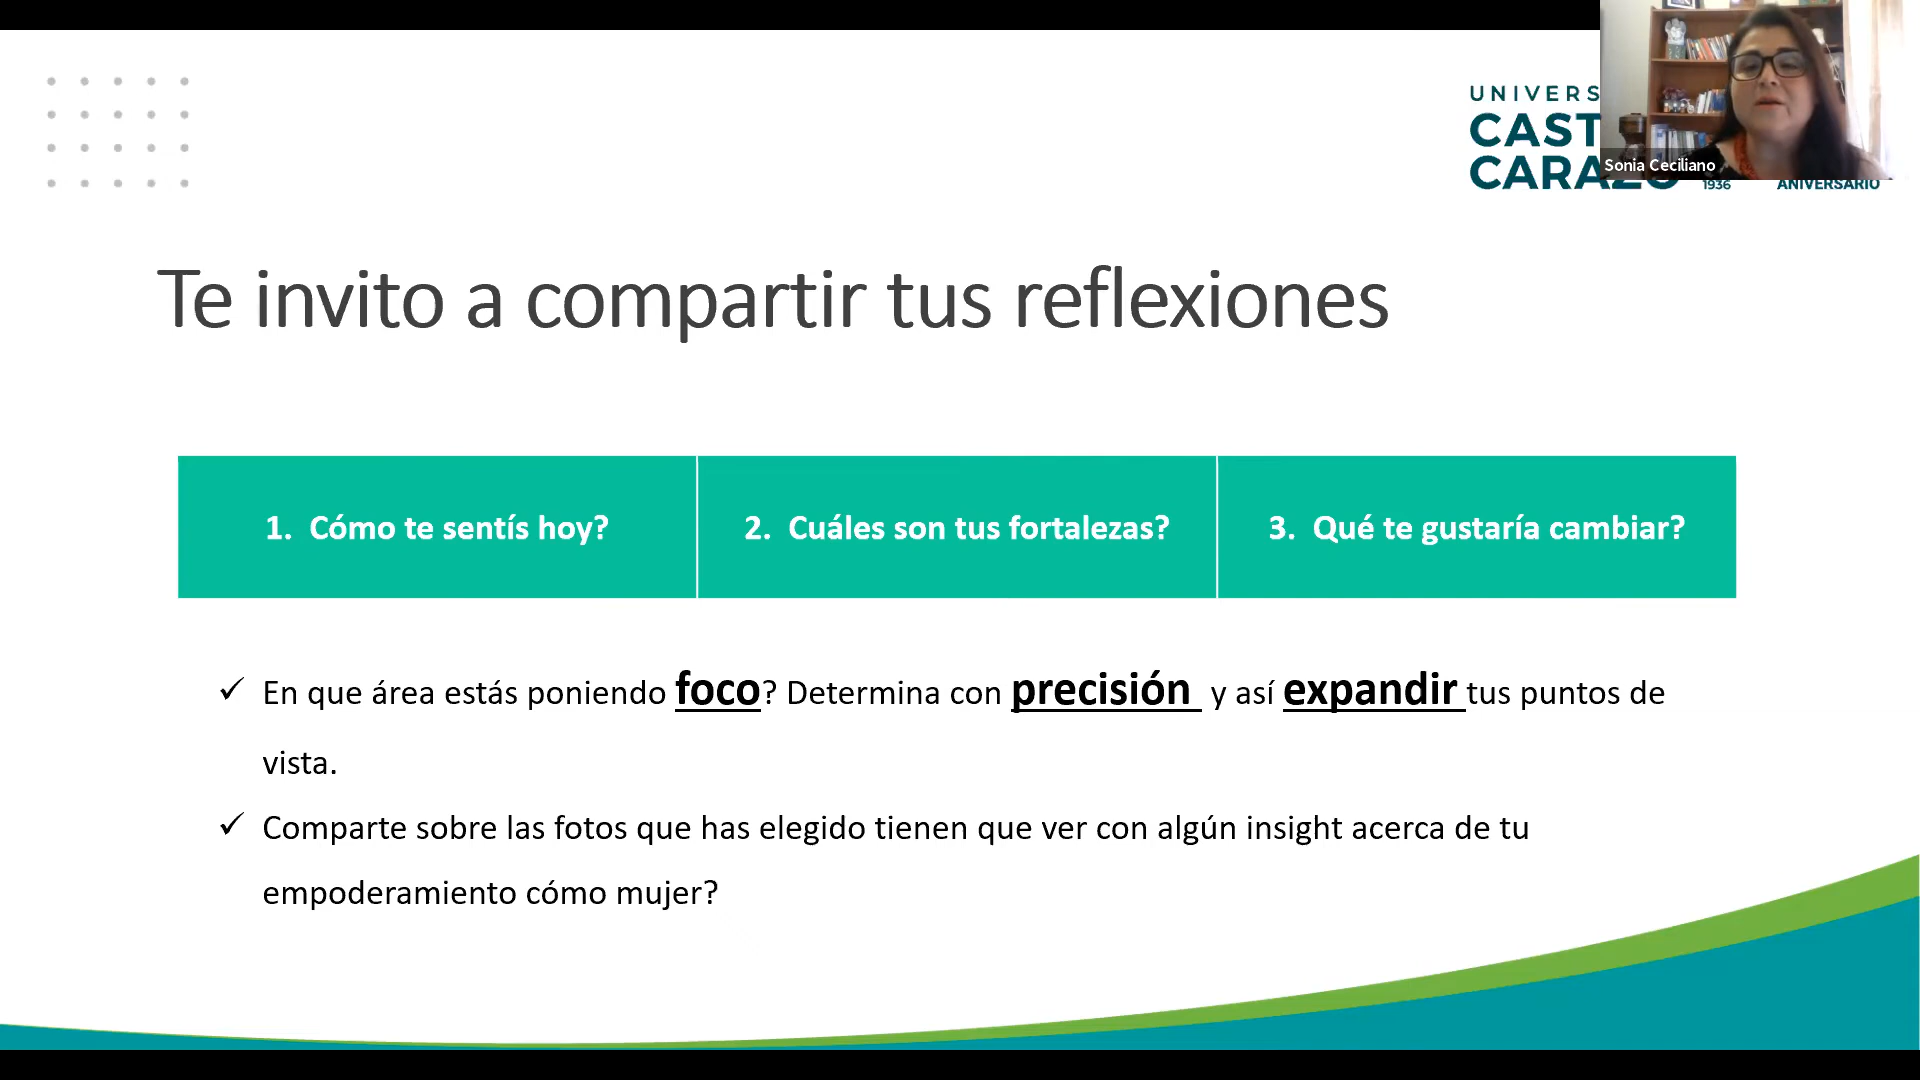 UNIVERS
CAST
CARAZO
1936
ANIVERSARIO
Sonia Ceciliano
Te invito a compartir tus reflexiones
1. Cómo te sentís hoy?
2. Cuáles son tus fortalezas?
3. Qué te gustaría cambiar?
✓ En que área estás poniendo foco? Determina con precisión y así expandir tus puntos de
vista.
✓ Comparte sobre las fotos que has elegido tienen que ver con algún insight acerca de tu
empoderamiento cómo mujer?